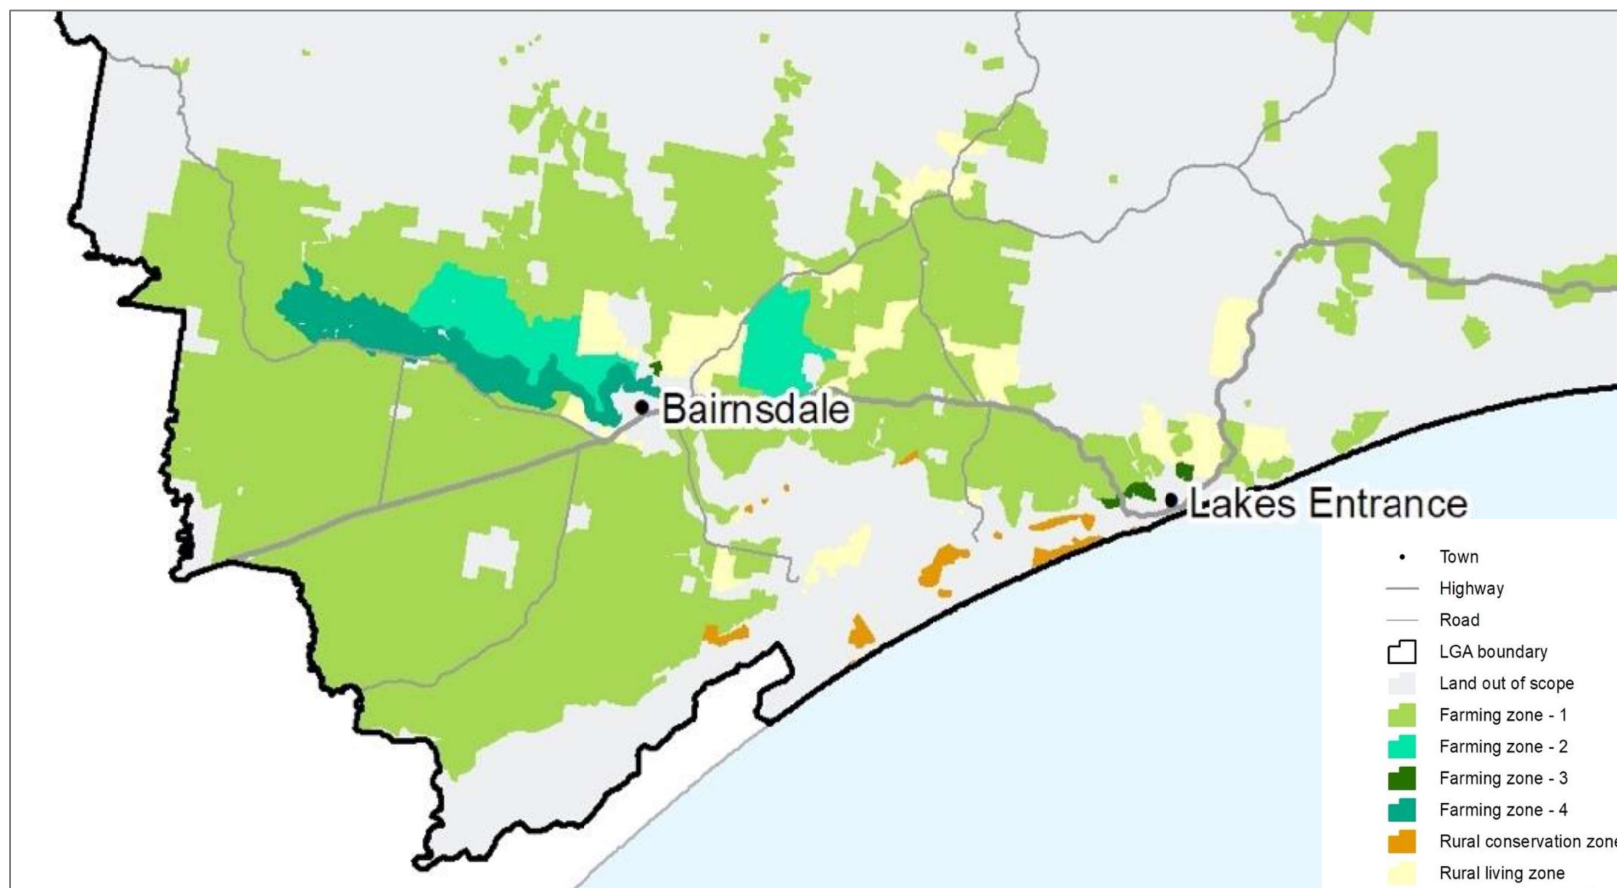 Bairnsdale
Lakes Entrance
Town
Highway
Road
LGA boundary
Land out of scope
Farming zone - 1
Farming zone - 2
Farming zone - 3
Farming zone - 4
Rural conservation zone
Rural living zone